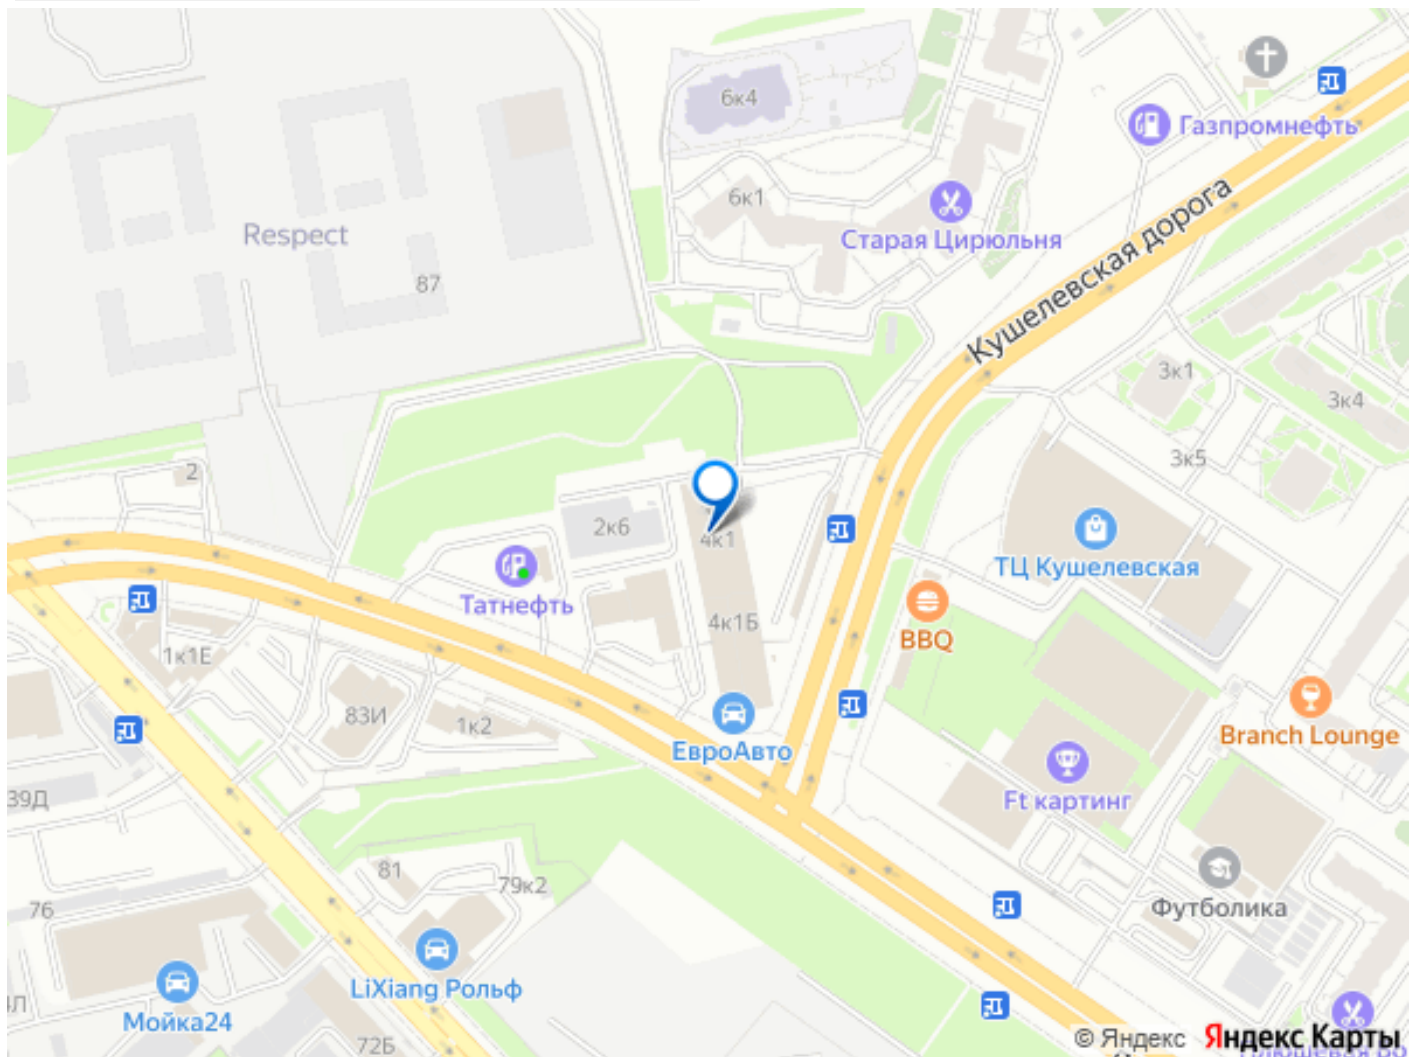 6к4
Газпромнефть
6к1
Старая Цирюльня
Кушелевская дорога
Respect
87
3к1
3к4
3к5
2
2к6
4к1
ТЦ Кушелевская
Татнефть
BBQ
4к1Б
1к1Е
83И
1к2
ЕвроАвто
Branch Lounge
Ft картинг
39Д
81
79к2
76
Футболика
LiXiang Рольф
Мойка24
72Б
© Яндекс Яндекс Карты